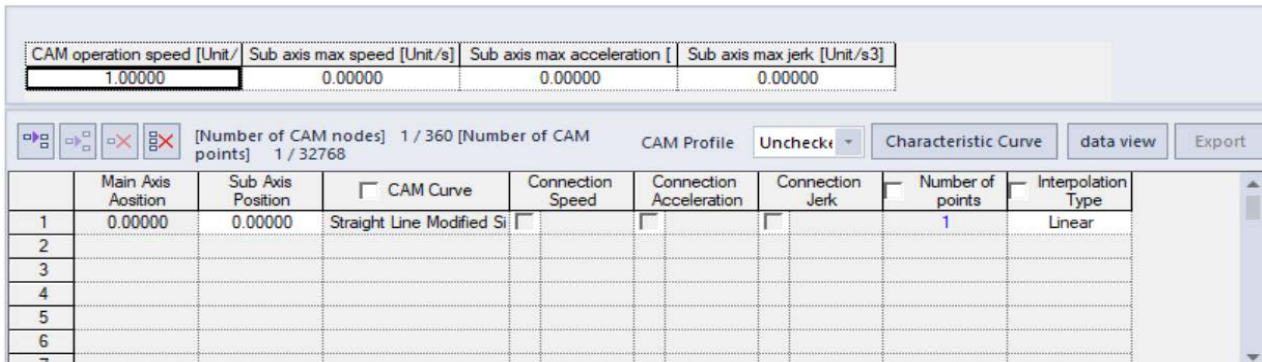 CAM operation speed [Unit/ Sub axis max speed [Unit/s] Sub axis max acceleration [ Sub axis max jerk [Unit/s3]
1.00000 0.00000 0.00000 0.00000
[Number of CAM nodes] 1 / 360 [Number of CAM
points] 1 / 32768
CAM Profile Unchecke Characteristic Curve data view Export
Main Axis Aosition Sub Axis Position CAM Curve Connection Speed Connection Acceleration Connection Jerk Number of points Interpolation Type
1 0.00000 0.00000 Straight Line Modified Si 1 Linear
2
3
4
5
6